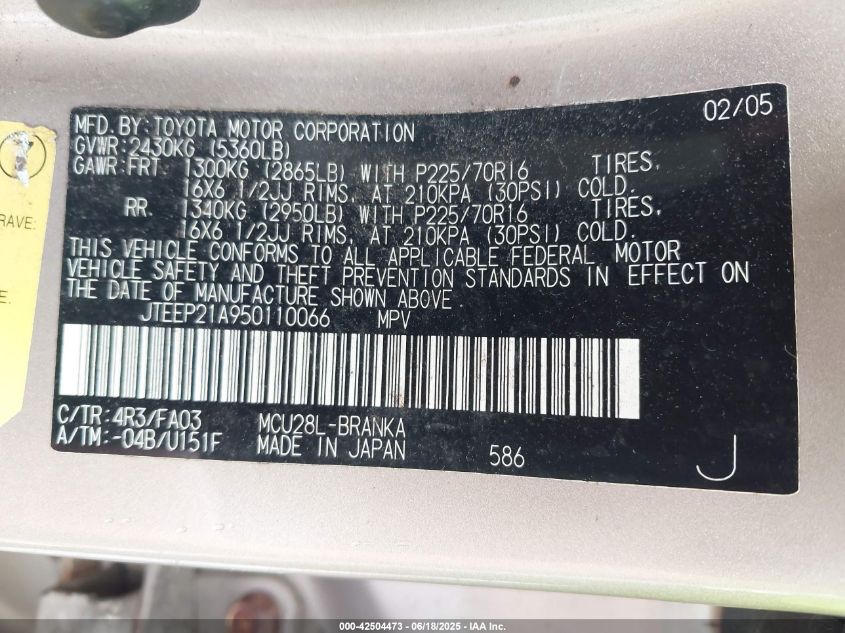 02/05
MFD.BY:TOYOTA MOTOR CORPORATION
GVWR:2430KG (5360LB)
GAWR:FRT 1300KG (2865LB) WITH P225/70R16 TIRES,
16X6 1/2JJ RIMS, AT 210KPA (30PSI) COLD.
RR 1340KG (2950LB) WITH P225/70R16 TIRES,
16X6 1/2JJ RIMS, AT 210KPA (30PSI) COLD.
THIS VEHICLE CONFORMS TO ALL APPLICABLE FEDERAL MOTOR
VEHICLE SAFETY AND THEFT PREVENTION STANDARDS IN EFFECT ON
THE DATE OF MANUFACTURE SHOWN ABOVE
JTEEP21A950110066 MPV
C/TR:4R3/FA03 MCU28L-BRANKA
A/TM:-04B/U151F MADE IN JAPAN 586 J
RAVE:
E.
000-42504473 - 06/18/2025 - IAA Inc.